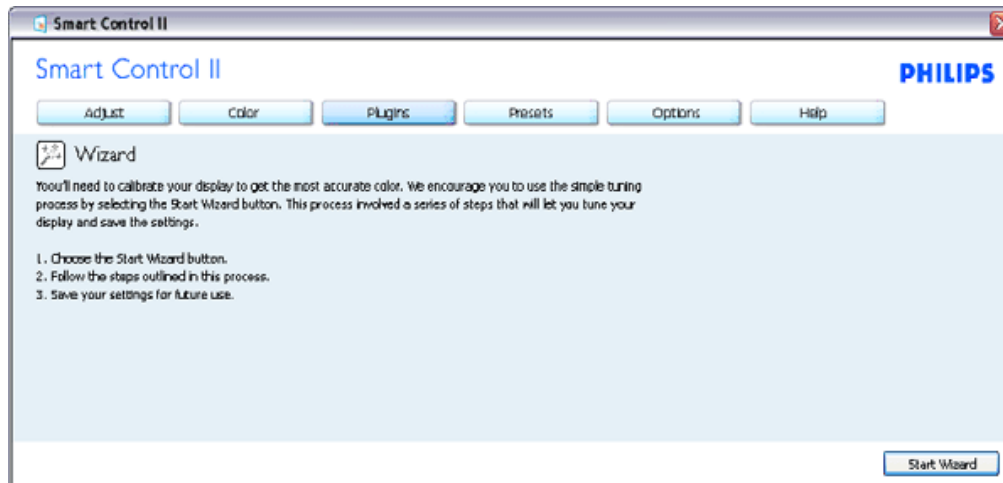 Smart Control II
Smart Control II
PHILIPS
Adjust
Color
Plugins
Presets
Options
Help
Wizard
Yoou'll need to calibrate your display to get the most accurate color. We encourage you to use the simple tuning
process by selecting the Start Wizard button. This process involved a series of steps that will let you tune your
display and save the settings.
1. Choose the Start Wizard button.
2. Follow the steps outlined in this process.
3. Save your settings for future use.
Start Wizard